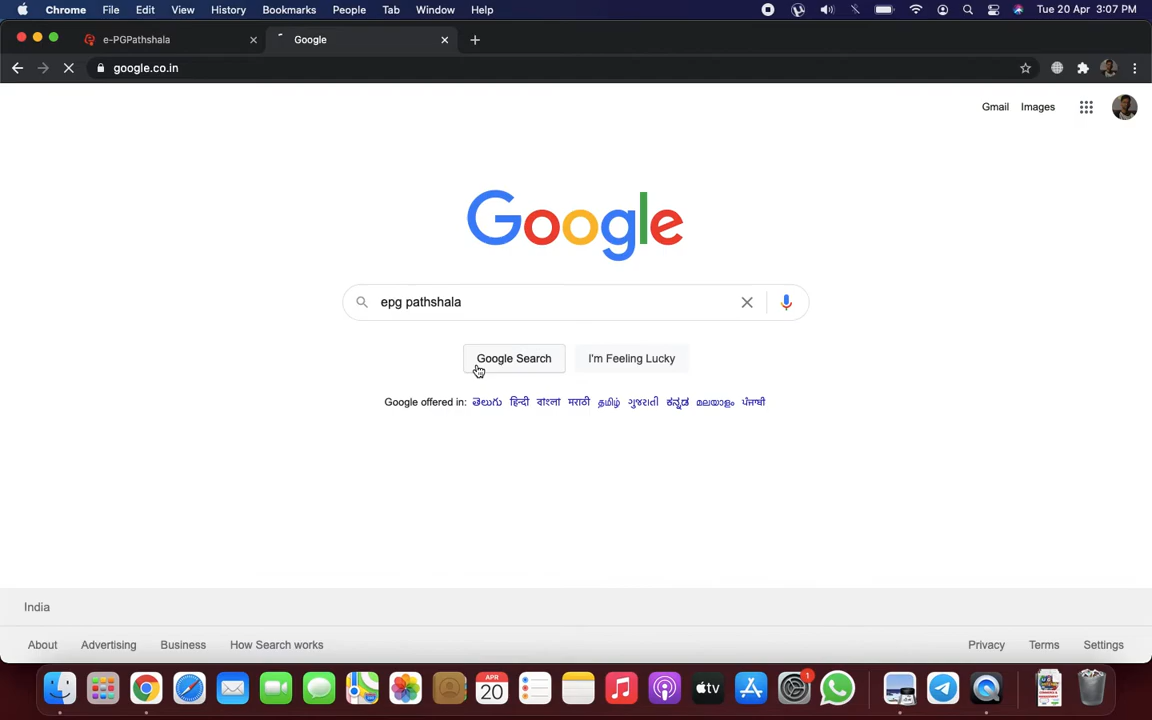 Chrome File Edit View History Bookmarks People Tab Window Help Tue 20 Apr 3:07 PM
e-PGPathshala Google
google.co.in
Gmail Images
Google
epg pathshala
Google Search I'm Feeling Lucky
Google offered in: తెలుగు हिन्दी বাংলা मराठी தமிழ் ગુજરાતી ಕನ್ನಡ മലയാളം ਪੰਜਾਬੀ
India
About Advertising Business How Search works Privacy Terms Settings
APR
20
tv
1